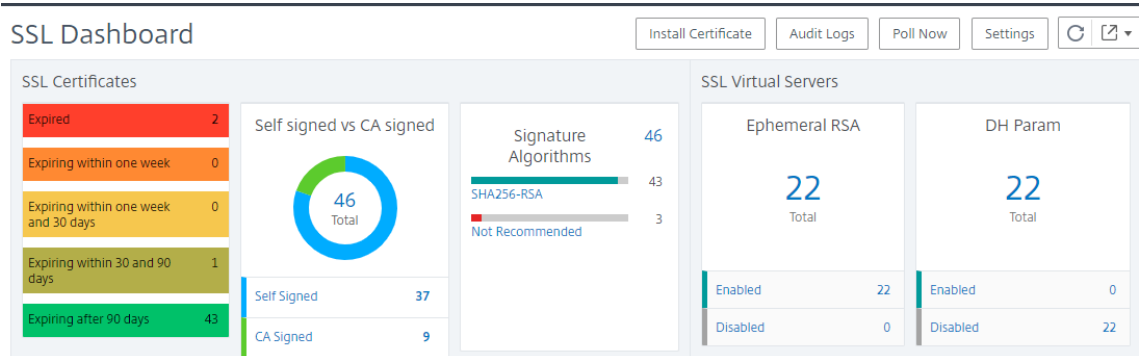 SSL Dashboard
Install Certificate
Audit Logs
Poll Now
Settings
SSL Certificates
Expired 2
Expiring within one week 0
Expiring within one week 0
and 30 days
Expiring within 30 and 90 1
days
Expiring after 90 days 43
Self signed vs CA signed
46
Total
Self Signed 37
CA Signed 9
Signature 46
Algorithms
43
SHA256-RSA
3
Not Recommended
SSL Virtual Servers
Ephemeral RSA
22
Total
Enabled 22
Disabled 0
DH Param
22
Total
Enabled 0
Disabled 22